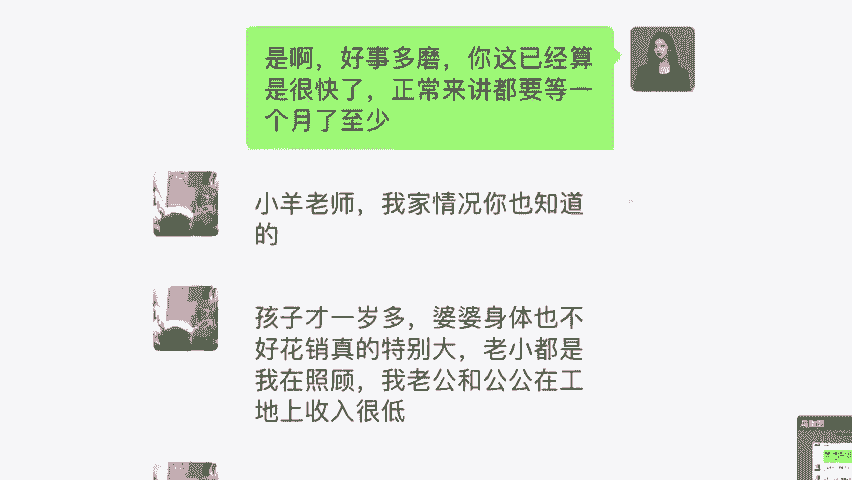 是啊，好事多磨，你这已经算
是很快了，正常来讲都要等一
个月了至少
小羊老师，我家情况你也知道
的
孩子才一岁多，婆婆身体也不
好花销真的特别大，老小都是
我在照顾，我老公和公公在工
地上收入很低